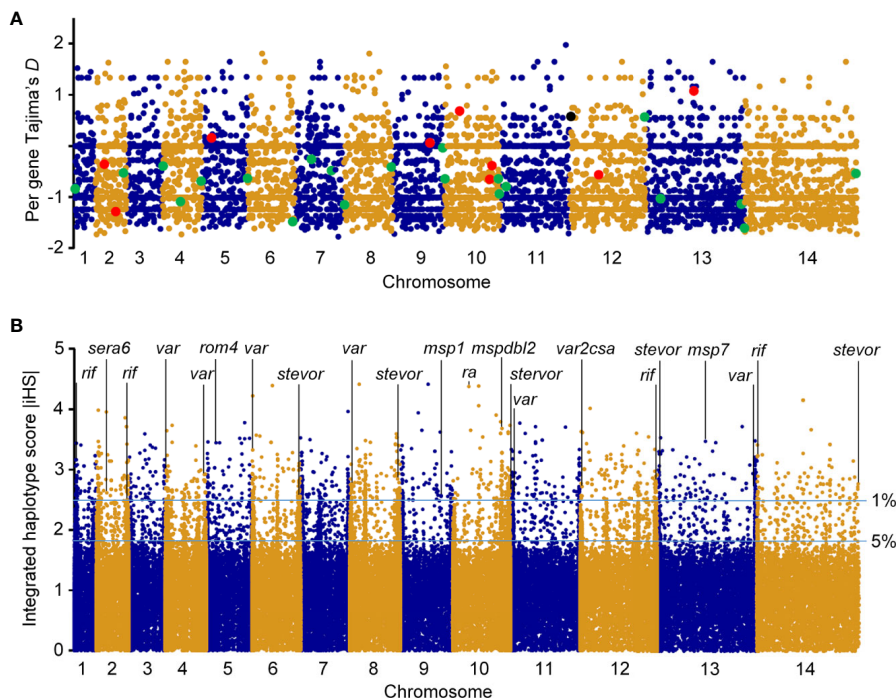 A
Per gene Tajima's D
2
1
-1
-2
1 2 3 4 5 6 7 8 9 10 11 12 13 14
Chromosome
B
Integrated haplotype score |iHS|
5
sera6 var rom4 var var msp1 mspdbl2 var2csa stevor msp7 rif stevor
rif rif var stevor stevor ra stervor rif var
var
4
3
1%
2
5%
1
0
1 2 3 4 5 6 7 8 9 10 11 12 13 14
Chromosome